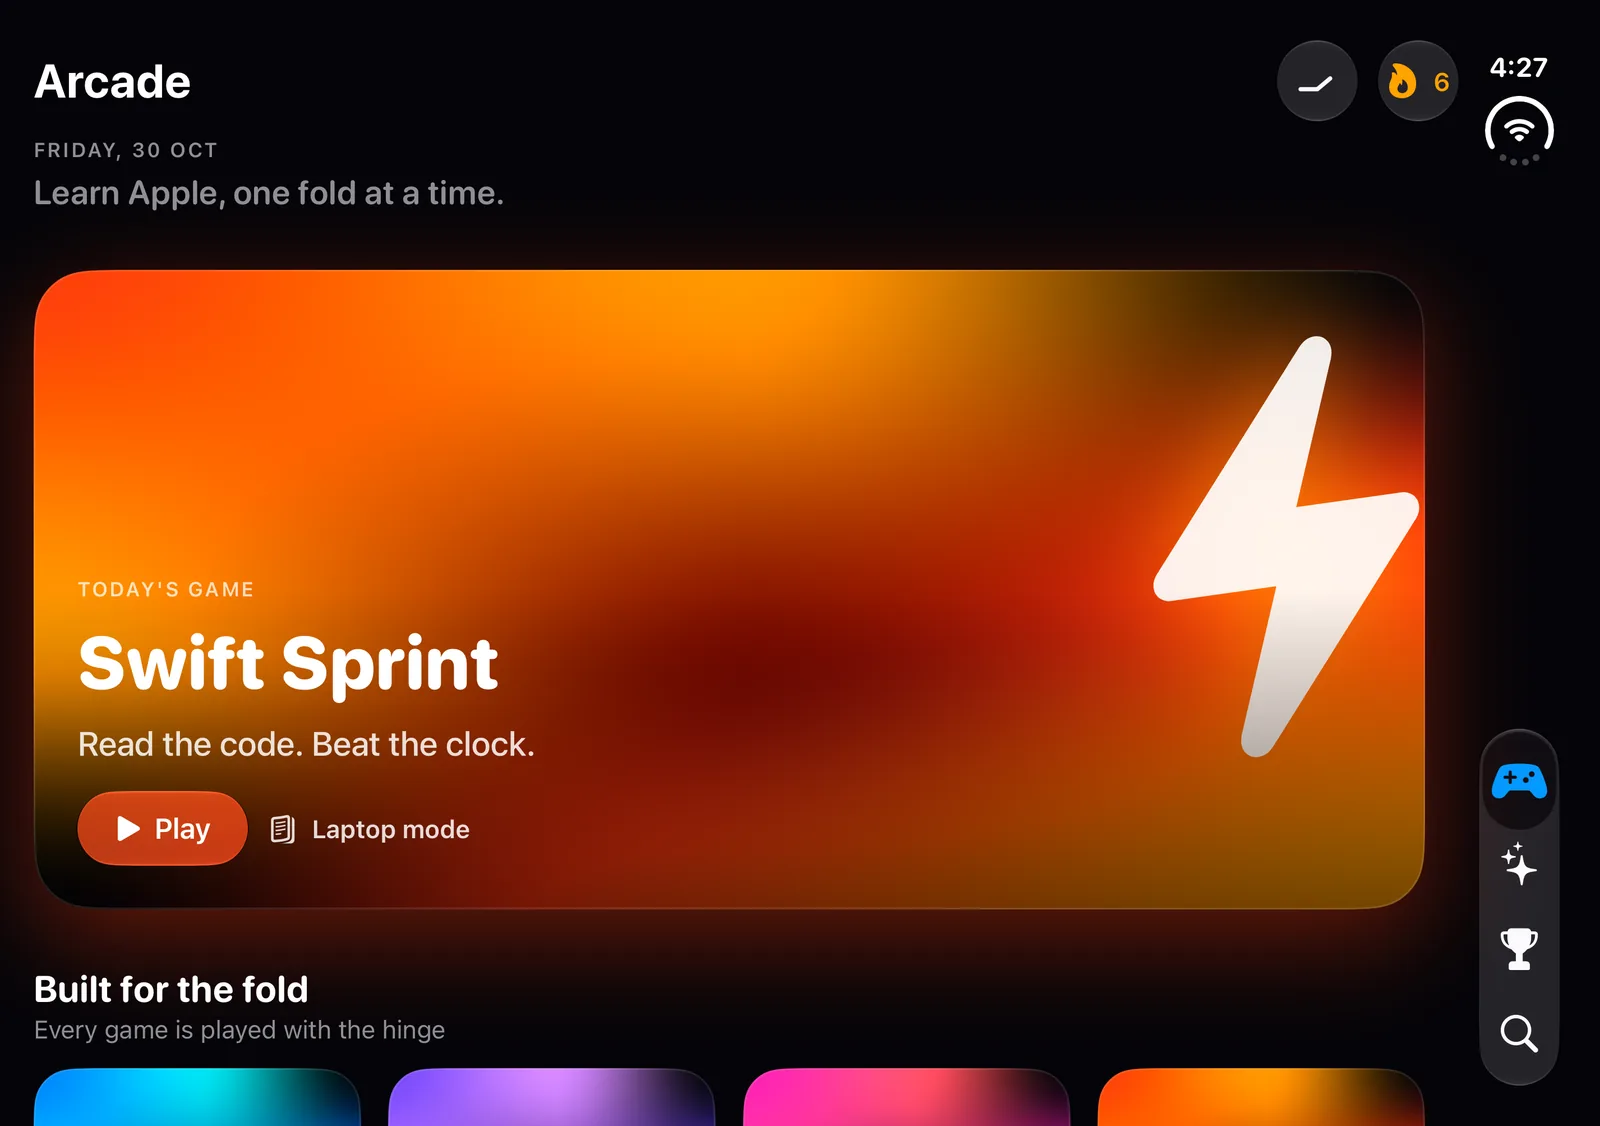 Arcade
6
4:27
FRIDAY, 30 OCT
Learn Apple, one fold at a time.
TODAY'S GAME
Swift Sprint
Read the code. Beat the clock.
Play
Laptop mode
Built for the fold
Every game is played with the hinge